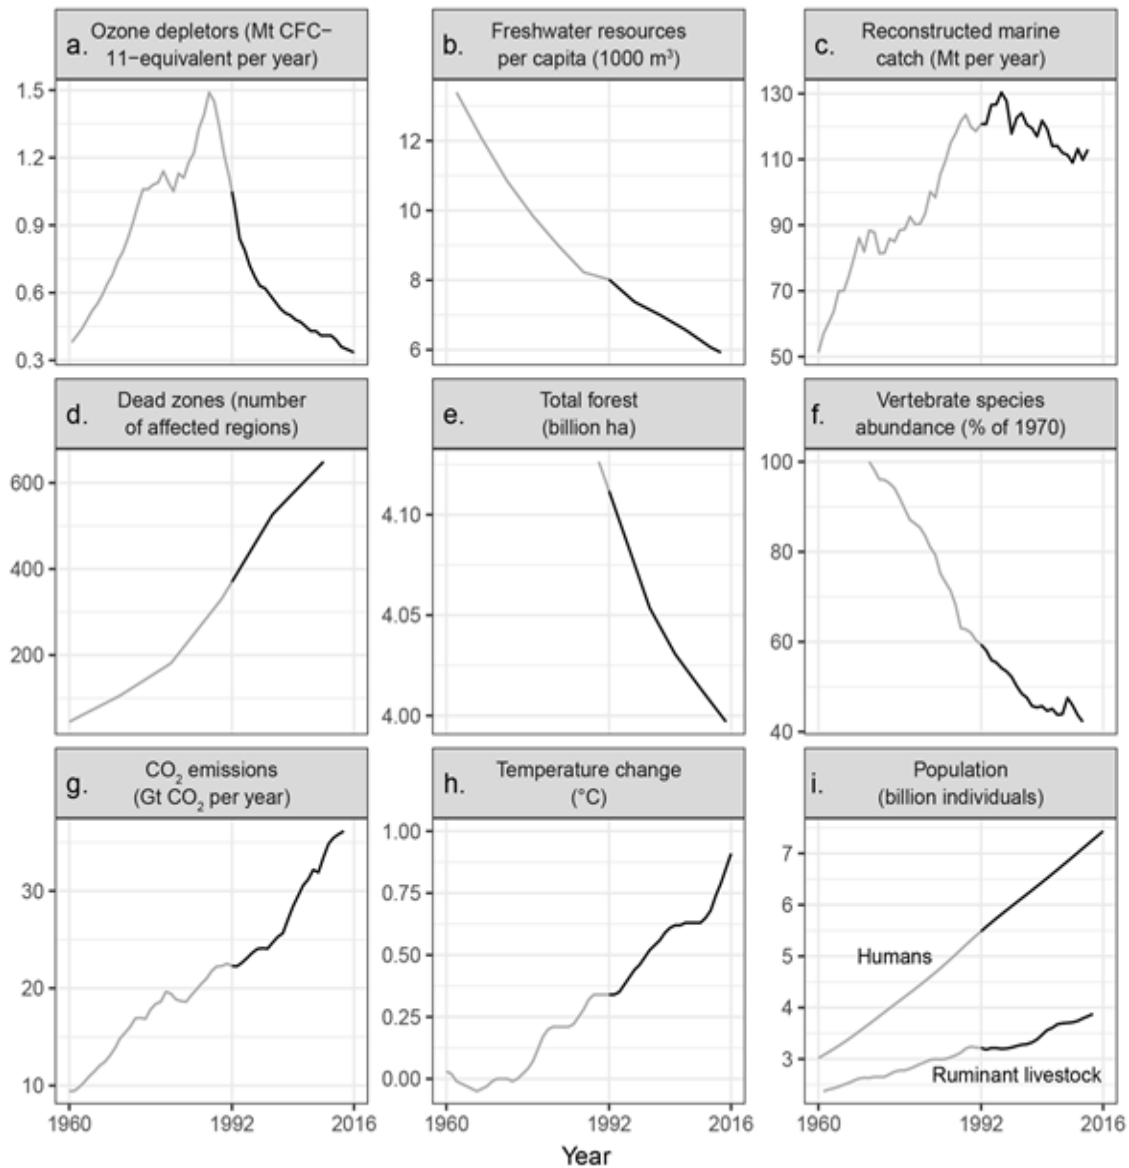 a. Ozone depletors (Mt CFC−
11−equivalent per year)
1.5
1.2
0.9
0.6
0.3
b. Freshwater resources
per capita (1000 m³)
12
10
8
6
c. Reconstructed marine
catch (Mt per year)
130
110
90
70
50
d. Dead zones (number
of affected regions)
600
400
200
e. Total forest
(billion ha)
4.10
4.05
4.00
f. Vertebrate species
abundance (% of 1970)
100
80
60
40
g. CO₂ emissions
(Gt CO₂ per year)
30
20
10
1960 1992 2016
h. Temperature change
(°C)
1.00
0.75
0.50
0.25
0.00
1960 1992 2016
i. Population
(billion individuals)
7
6
5
4
3
Humans
Ruminant livestock
1960 1992 2016
Year